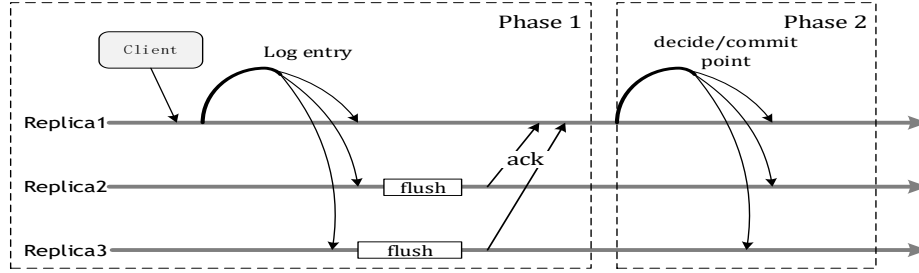 Phase 1
Phase 2
Client
Log entry
decide/commit
point
Replica1
ack
Replica2
flush
Replica3
flush